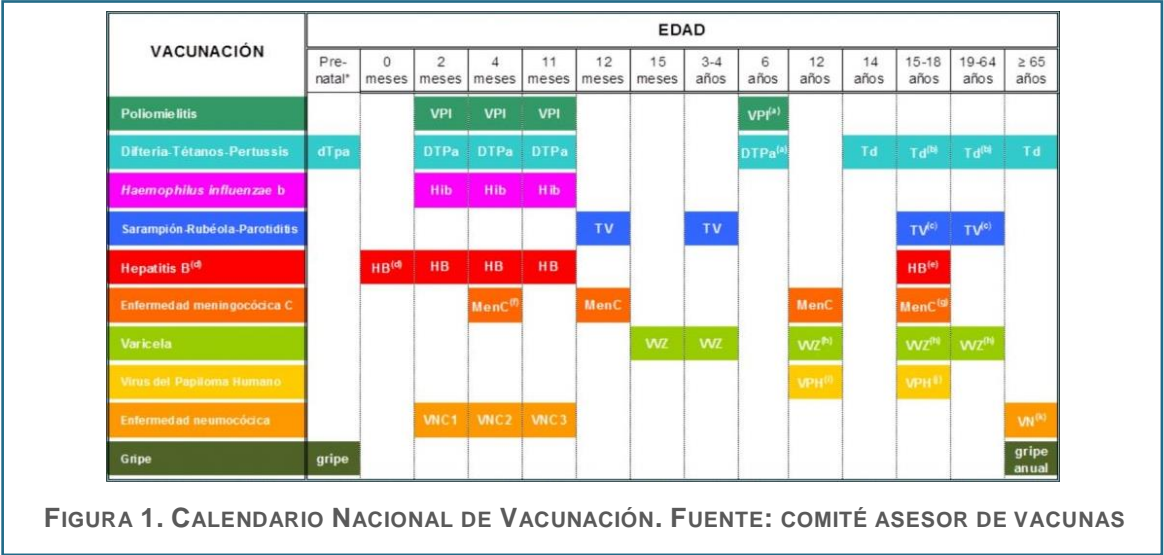 VACUNACIÓN
EDAD
Pre-natal* 0 meses 2 meses 4 meses 11 meses 12 meses 15 meses 3-4 años 6 años 12 años 14 años 15-18 años 19-64 años ≥ 65 años
Poliomielitis VPI VPI VPI VPI(a)
Difteria-Tétanos-Pertussis dTpa DTPa DTPa DTPa DTPa(a) Td Td(b) Td(b) Td
Haemophilus influenzae b Hib Hib Hib
Sarampión-Rubéola-Parotiditis TV TV TV(c) TV(c)
Hepatitis B(d) HB(d) HB HB HB HB(e)
Enfermedad meningocócica C MenC(f) MenC MenC MenC(g)
Varicela VVZ VVZ VVZ(h) VVZ(h) VVZ(h)
Virus del Papiloma Humano VPH(i) VPH(j)
Enfermedad neumocócica VNC1 VNC2 VNC3 VN(k)
Gripe gripe gripe anual
FIGURA 1. CALENDARIO NACIONAL DE VACUNACIÓN. FUENTE: COMITÉ ASESOR DE VACUNAS